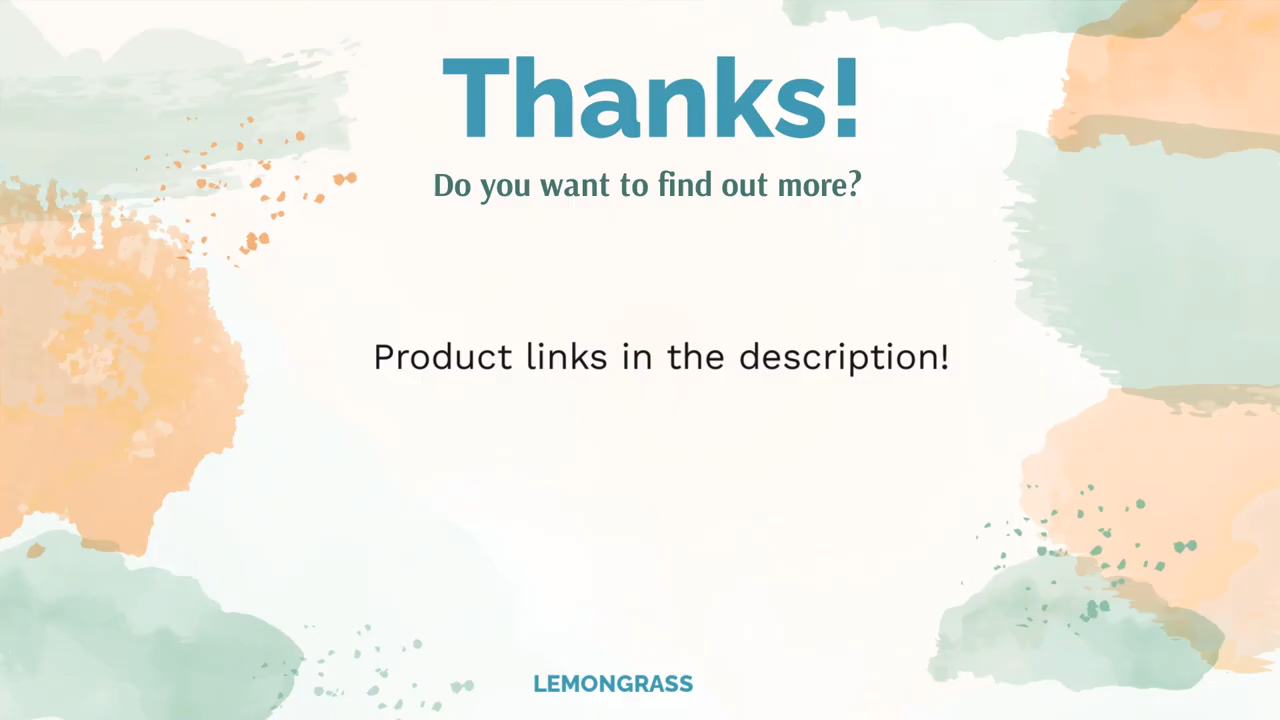 Thanks!
Do you want to find out more?
Product links in the description!
LEMONGRASS